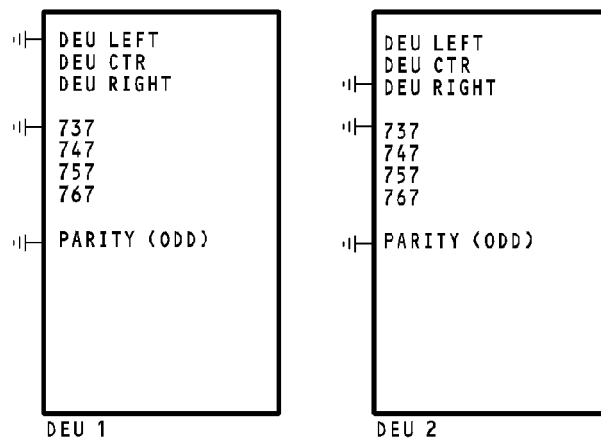 DEU LEFT
DEU CTR
DEU RIGHT
737
747
757
767
PARITY (ODD)
DEU 1
DEU LEFT
DEU CTR
DEU RIGHT
737
747
757
767
PARITY (ODD)
DEU 2